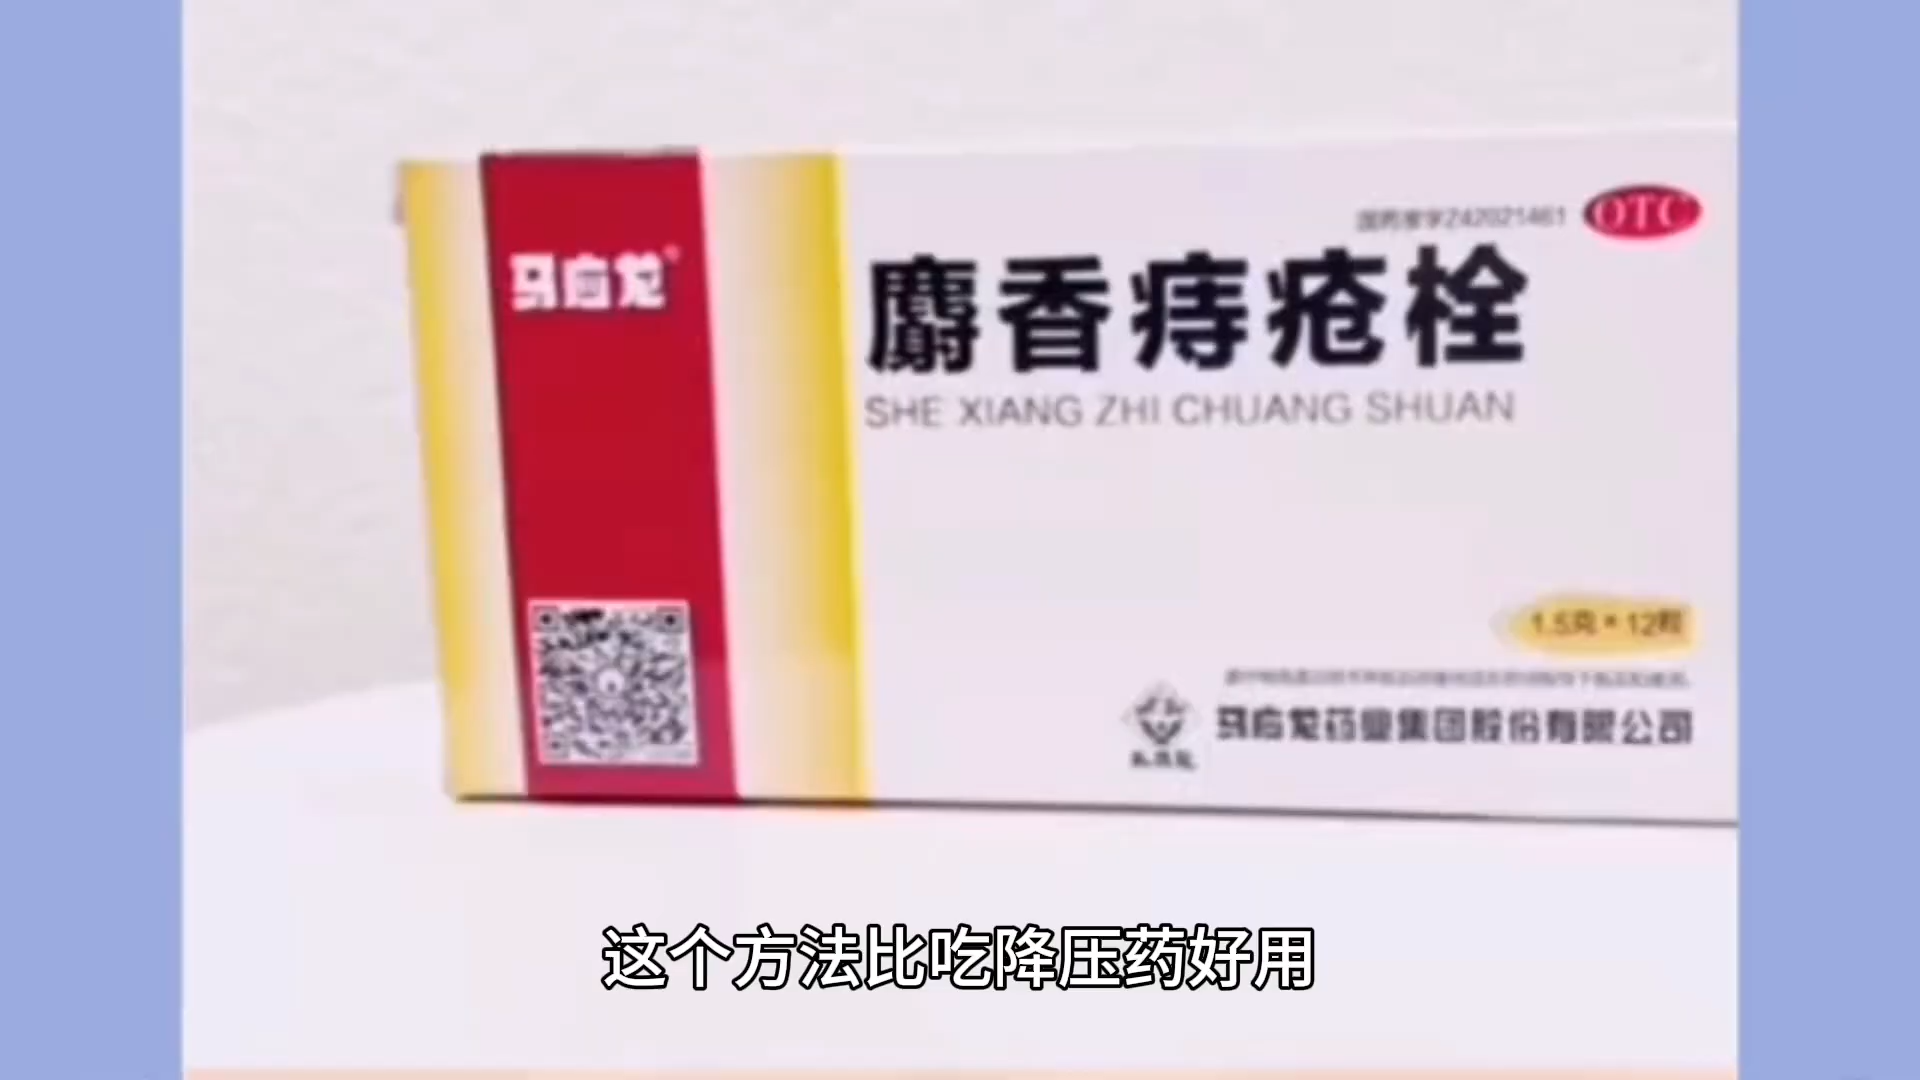 马应龙®
国药准字Z42021461
OTC
麝香痔疮栓
SHE XIANG ZHI CHUANG SHUAN
1.5克*12粒
马应龙药业集团股份有限公司
这个方法比吃降压药好用